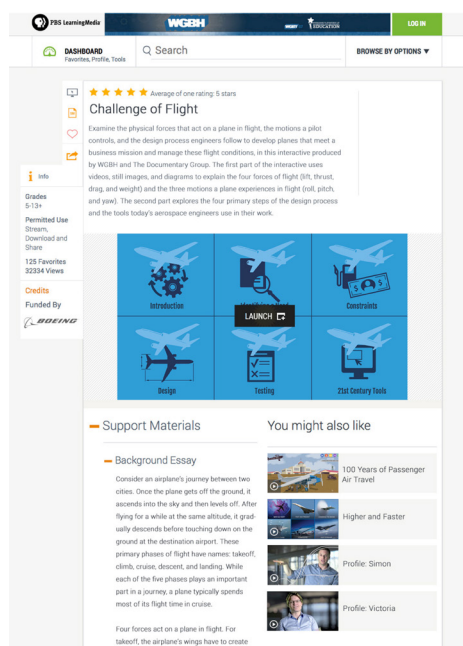 PBS LearningMedia
WGBH
EDUCATION
LOG IN
DASHBOARD
Favorites, Profile, Tools
Search
BROWSE BY OPTIONS ▼
Average of one rating: 5 stars
Challenge of Flight
Examine the physical forces that act on a plane in flight, the motions a pilot
controls, and the design process engineers follow to develop planes that meet a
business mission and manage these flight conditions, in this interactive produced
by WGBH and The Documentary Group. The first part of the interactive uses
videos, still images, and diagrams to explain the four forces of flight (lift, thrust,
drag, and weight) and the three motions a plane experiences in flight (roll, pitch,
and yaw). The second part explores the four primary steps of the design process
and the tools today's aerospace engineers use in their work.
i Info
Grades
5-13+
Permitted Use
Stream,
Download and
Share
125 Favorites
32334 Views
Credits
Funded By
BOEING
Introduction
Constraints
LAUNCH
Design
Testing
21st Century Tools
Support Materials
Background Essay
Consider an airplane's journey between two
cities. Once the plane gets off the ground, it
ascends into the sky and then levels off. After
flying for a while at the same altitude, it grad-
ually descends before touching down on the
ground at the destination airport. These
primary phases of flight have names: takeoff,
climb, cruise, descent, and landing. While
each of the five phases plays an important
part in a journey, a plane typically spends
most of its flight time in cruise.
Four forces act on a plane in flight. For
takeoff, the airplane's wings have to create
You might also like
100 Years of Passenger
Air Travel
Higher and Faster
Profile: Simon
Profile: Victoria